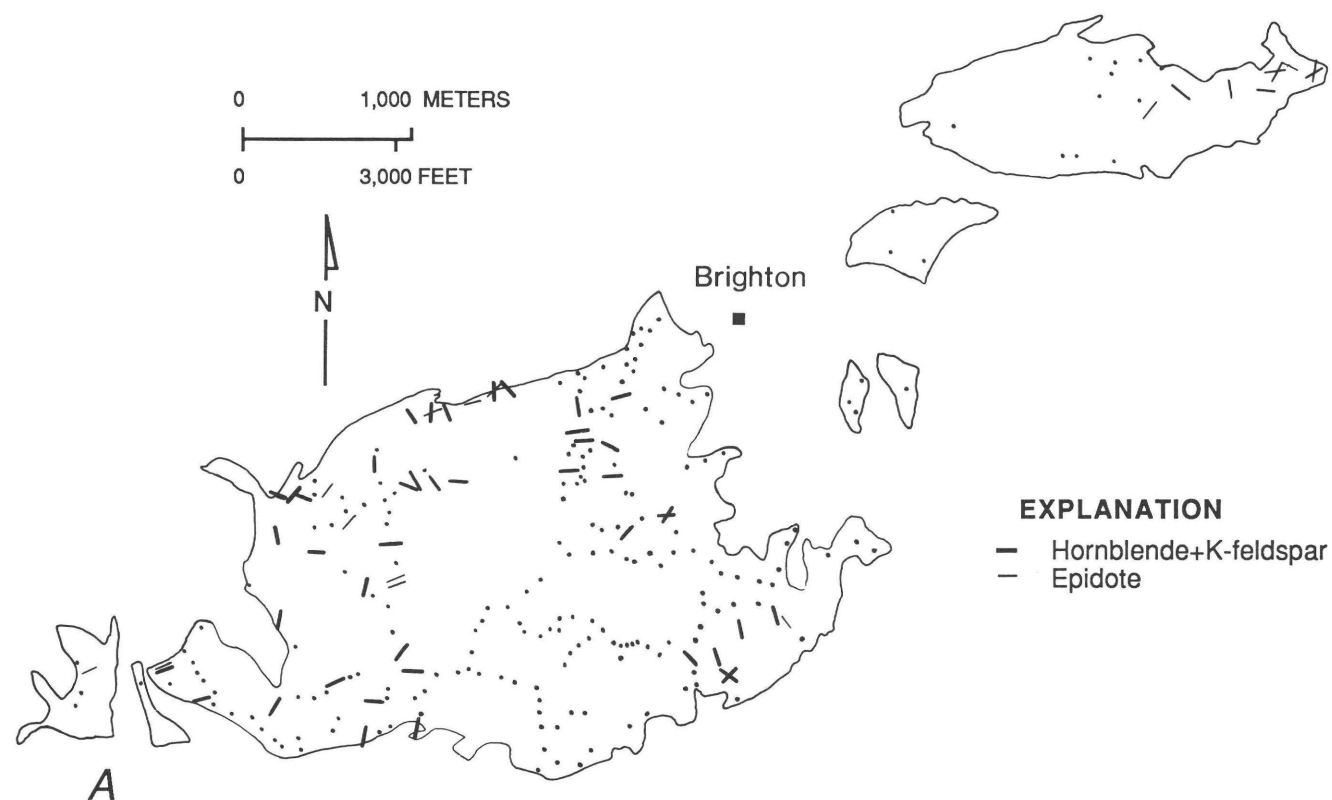 0 1,000 METERS
0 3,000 FEET
N
Brighton
EXPLANATION
Hornblende+K-feldspar
Epidote
A